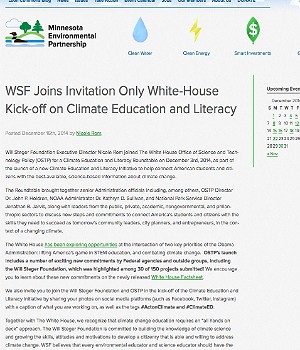 Minnesota
Environmental
Partnership
Clean Water
Clean Energy
Smart Investments
WSF Joins Invitation Only White-House
Kick-off on Climate Education and Literacy
Posted December 19th, 2014 by Nicole Rom.
Upcoming Events
December 2014
Will Steger Foundation Executive Director Nicole Rom joined The White House Office of Science and Tech-
nology Policy (OSTP) for a Climate Education and Literacy Roundtable on December 3rd, 2014, as part of
the launch of a new Climate Education and Literacy Initiative to help connect American students and citi-
zens with the best-available, science-based information about climate change.
The Roundtable brought together senior Administration officials including, among others, OSTP Director
Dr. John P. Holdren, NOAA Administrator Dr. Kathryn D. Sullivan, and National Park Service Director
Jonathan B. Jarvis, along with leaders from the public, private, academic, nongovernmental, and philan-
thropic sectors to discuss new steps and commitments to connect America's students and citizens with the
skills they need to succeed as tomorrow's community leaders, city planners, and entrepreneurs, in the con-
text of a changing climate.
The White House has been exploring opportunities at the intersection of two key priorities of the Obama
Administration: lifting America's game in STEM education, and combating climate change. OSTP's launch
includes a number of exciting new commitments by Federal agencies and outside groups, including
the Will Steger Foundation, which was highlighted among 30 of 150 projects submitted! We encourage
you to learn about these new commitments on the newly released White House Factsheet.
We also invite you to join the Will Steger Foundation and OSTP in the kick-off of the Climate Education and
Literacy Initiative by sharing your photos on social media platforms (such as Facebook, Twitter, Instagram)
with a caption of what you are working on, as well as the tags #ActOnClimate and #ClimateED.
Together with The White House, we recognize that climate change education requires an "all hands on
deck" approach. The Will Steger Foundation is committed to building the knowledge of climate science
and growing the skills, attitudes and motivations to develop a citizenry that is able and willing to address
climate change. WSF believes that every environmental educator and science educator should have the